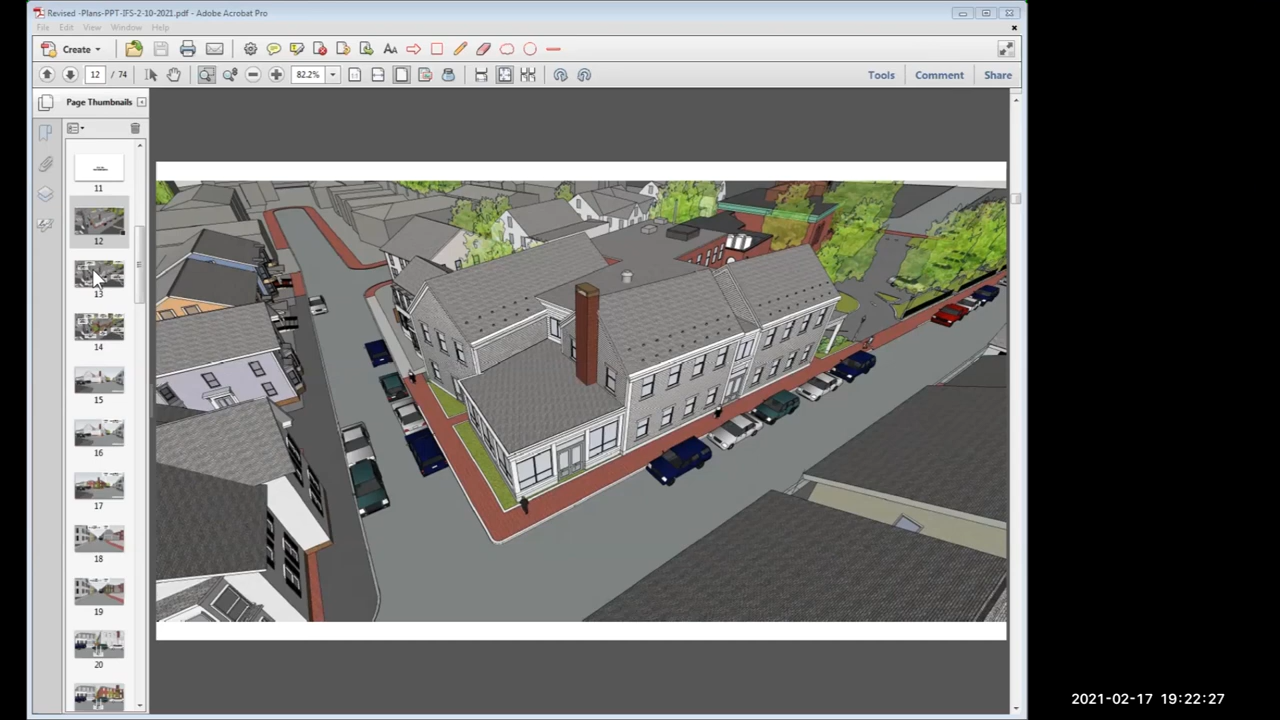 Revised -Plans-PPT-IFS-2-10-2021.pdf - Adobe Acrobat Pro
File Edit View Window Help
Create
12 / 74 82.2% Tools Comment Share
Page Thumbnails
11
12
13
14
15
16
17
18
19
20
2021-02-17 19:22:27